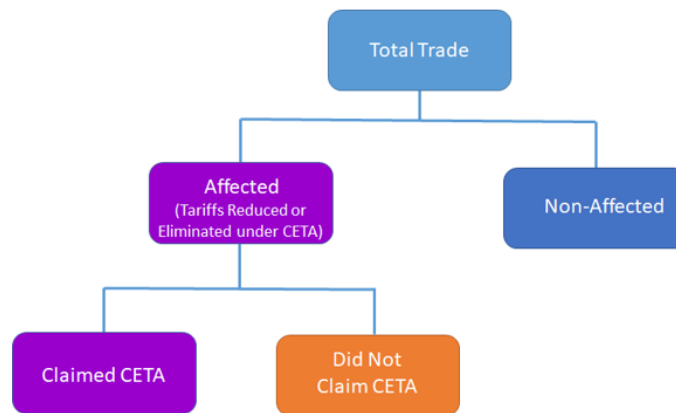 Total Trade
Affected
(Tariffs Reduced or
Eliminated under CETA)
Non-Affected
Claimed CETA
Did Not
Claim CETA